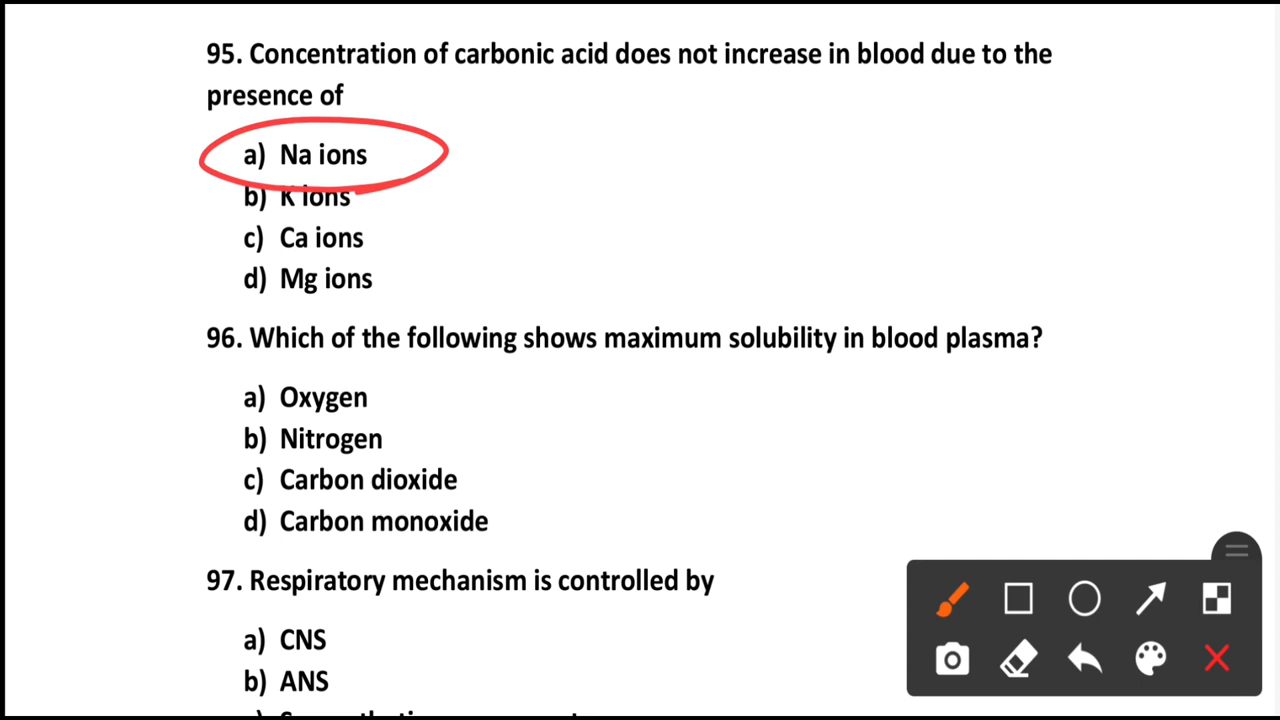 95. Concentration of carbonic acid does not increase in blood due to the
presence of
a) Na ions
b) K ions
c) Ca ions
d) Mg ions
96. Which of the following shows maximum solubility in blood plasma?
a) Oxygen
b) Nitrogen
c) Carbon dioxide
d) Carbon monoxide
97. Respiratory mechanism is controlled by
a) CNS
b) ANS